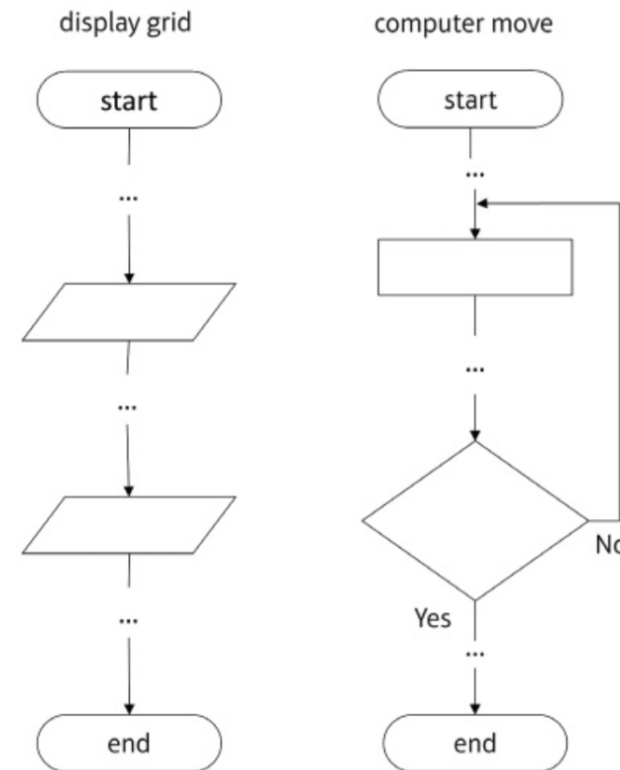 display grid
start
...
...
...
end
computer move
start
...
...
No
Yes
...
end